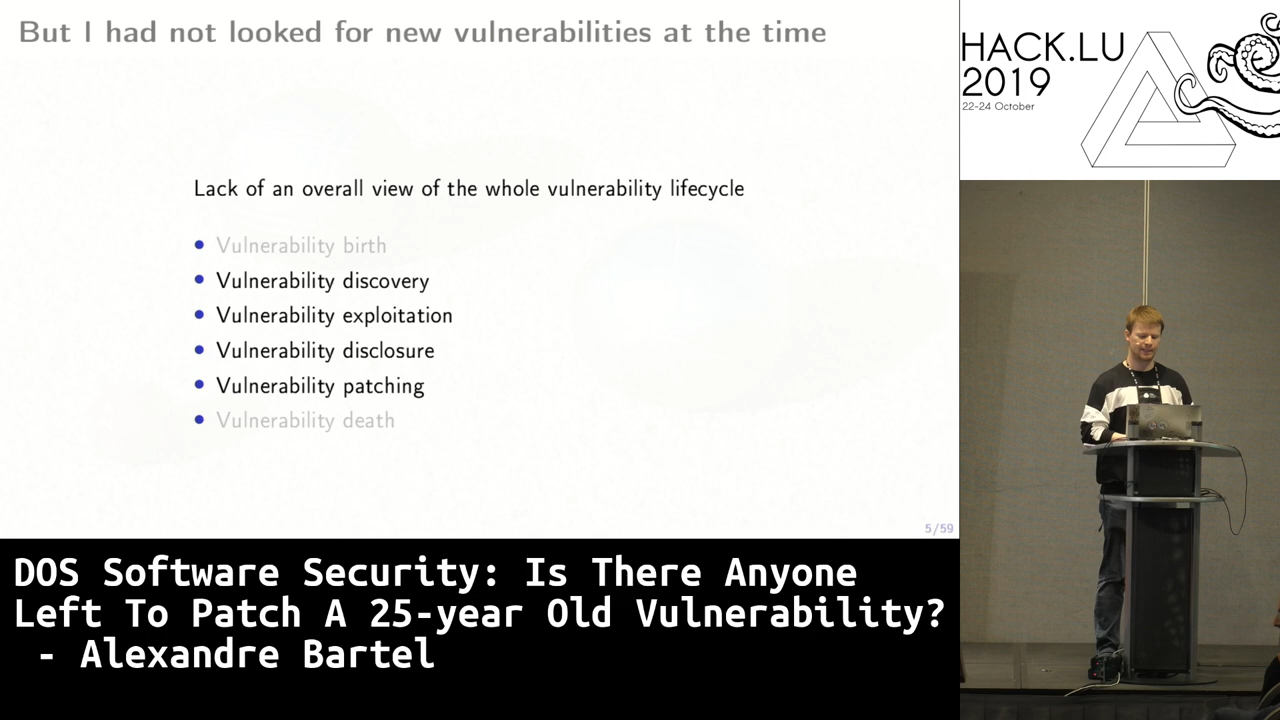 But I had not looked for new vulnerabilities at the time
Lack of an overall view of the whole vulnerability lifecycle
Vulnerability birth
Vulnerability discovery
Vulnerability exploitation
Vulnerability disclosure
Vulnerability patching
Vulnerability death
5/59
HACK.LU
2019
22-24 October
DOS Software Security: Is There Anyone
Left To Patch A 25-year Old Vulnerability?
- Alexandre Bartel